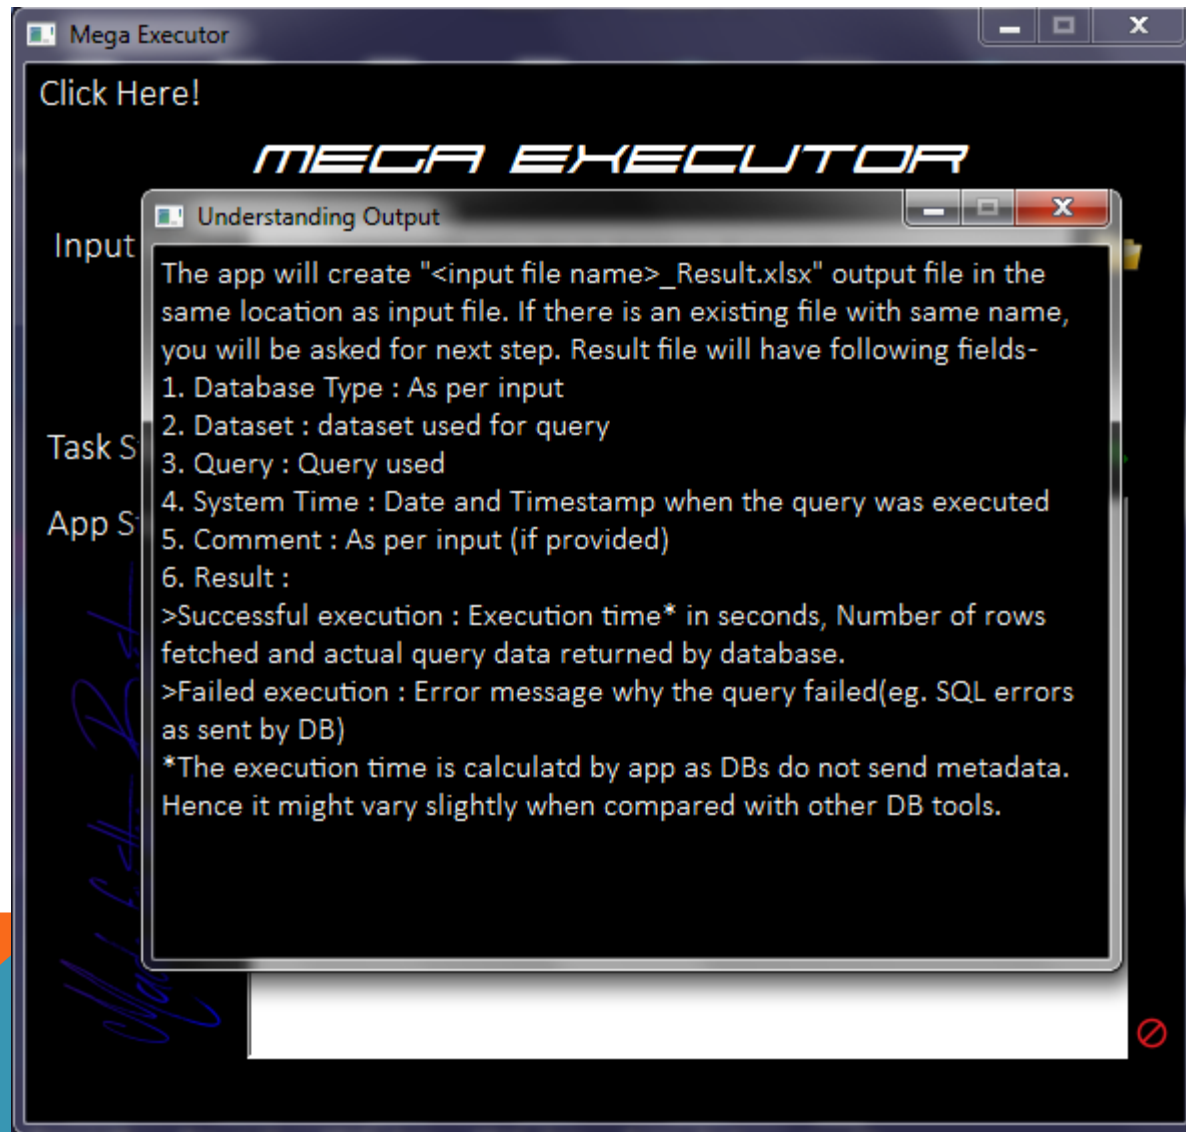 Mega Executor
Click Here!
MEGA EXECUTOR
Understanding Output
Input
The app will create "<input file name>_Result.xlsx" output file in the
same location as input file. If there is an existing file with same name,
you will be asked for next step. Result file will have following fields-
1. Database Type : As per input
2. Dataset : dataset used for query
Task S
3. Query : Query used
4. System Time : Date and Timestamp when the query was executed
App S
5. Comment : As per input (if provided)
6. Result :
>Successful execution : Execution time* in seconds, Number of rows
fetched and actual query data returned by database.
>Failed execution : Error message why the query failed(eg. SQL errors
as sent by DB)
*The execution time is calculatd by app as DBs do not send metadata.
Hence it might vary slightly when compared with other DB tools.